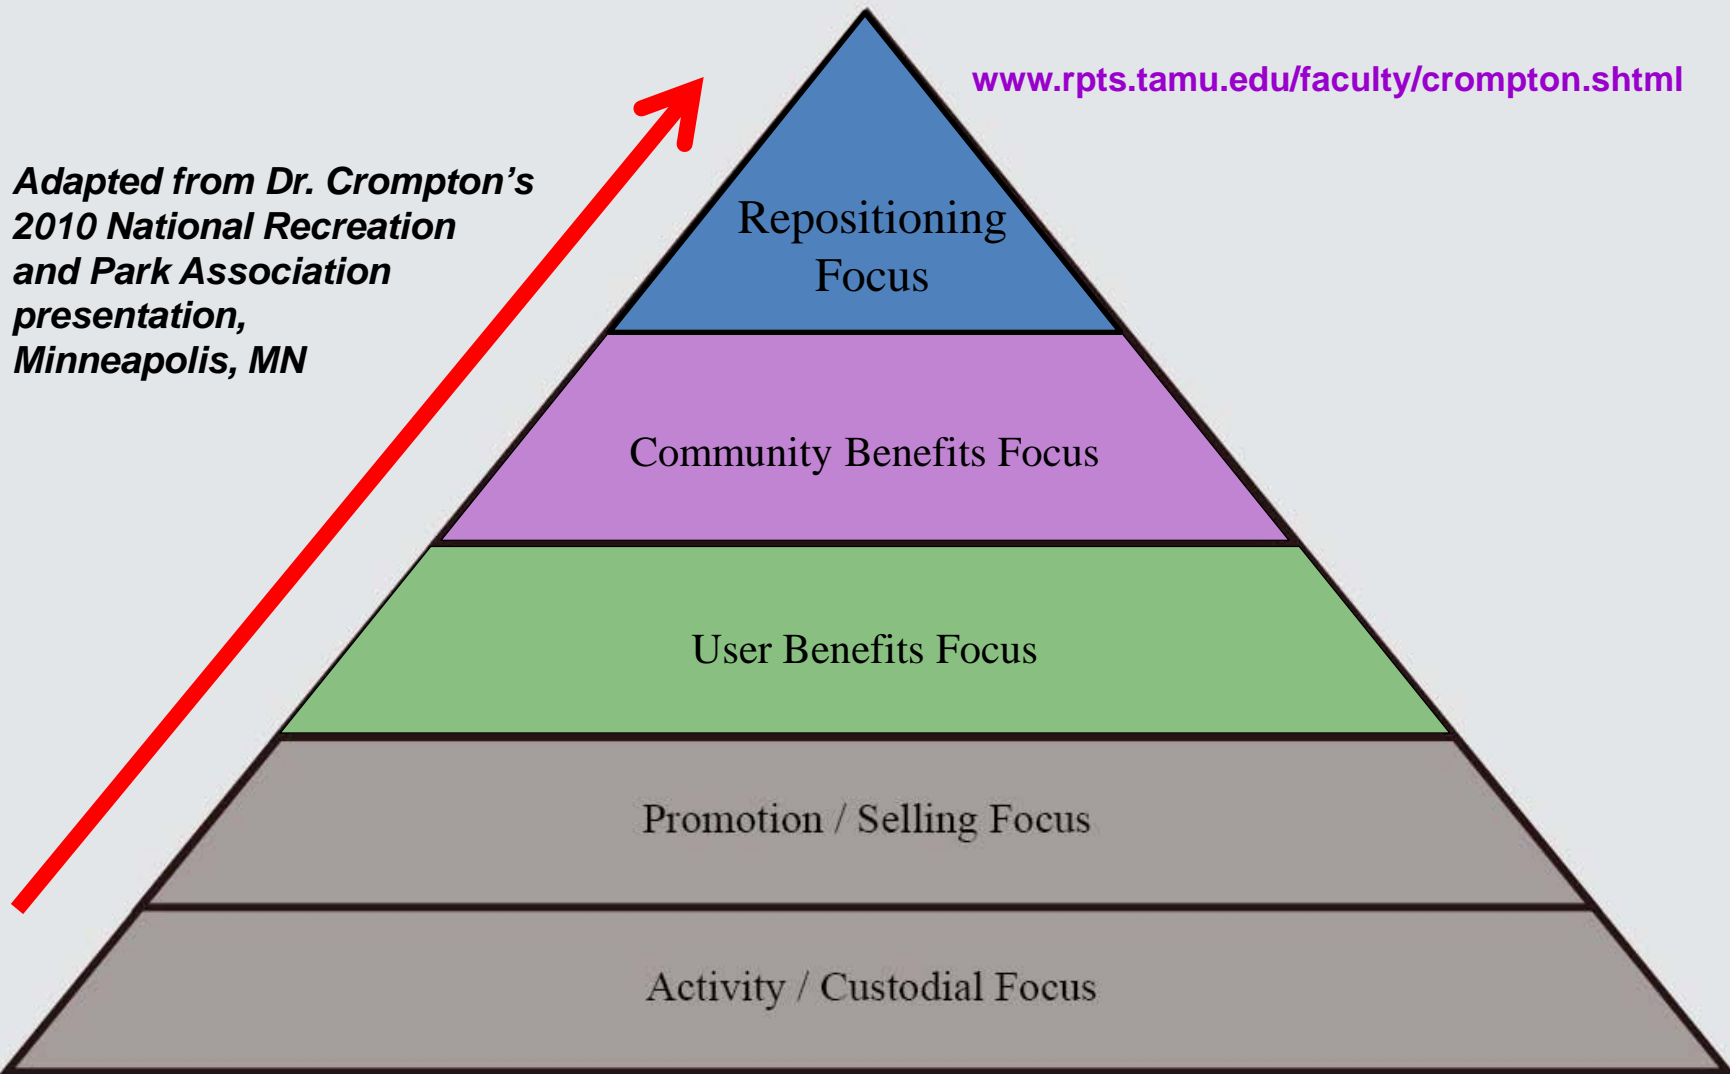 www.rpts.tamu.edu/faculty/crompton.shtml
Adapted from Dr. Crompton’s
2010 National Recreation
and Park Association
presentation,
Minneapolis, MN
Repositioning
Focus
Community Benefits Focus
User Benefits Focus
Promotion / Selling Focus
Activity / Custodial Focus